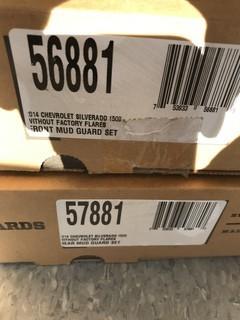 56881
014 CHEVROLET SILVERADO 1500
WITHOUT FACTORY FLARES
FRONT MUD GUARD SET
57881
014 CHEVROLET SILVERADO 1500
WITHOUT FACTORY FLARES
REAR MUD GUARD SET
ARDS